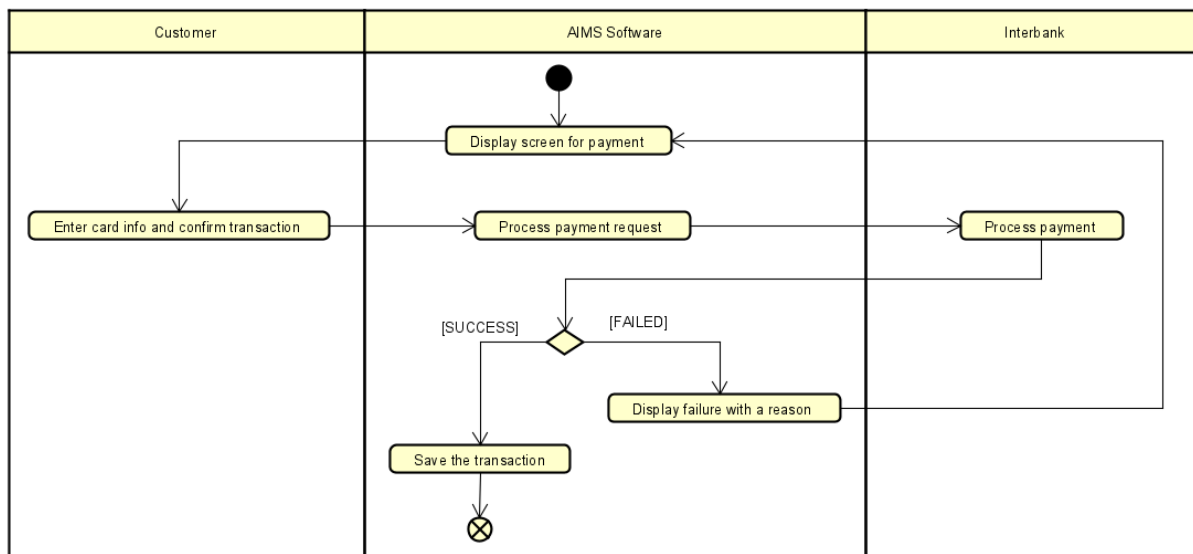 Customer
AIMS Software
Interbank
Display screen for payment
Enter card info and confirm transaction
Process payment request
Process payment
[SUCCESS]
[FAILED]
Display failure with a reason
Save the transaction